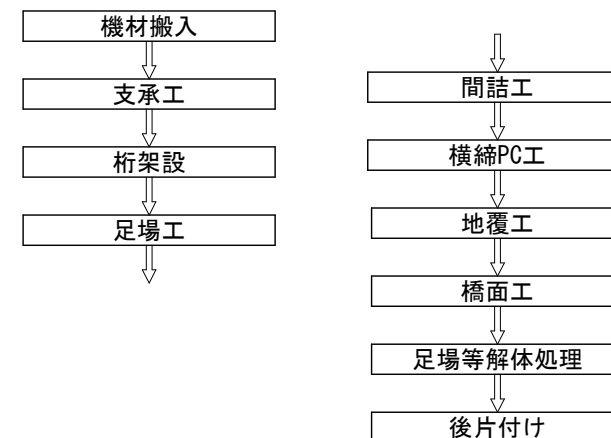 機材搬入
支承工
桁架設
足場工
間詰工
横締PC工
地覆工
橋面工
足場等解体処理
後片付け